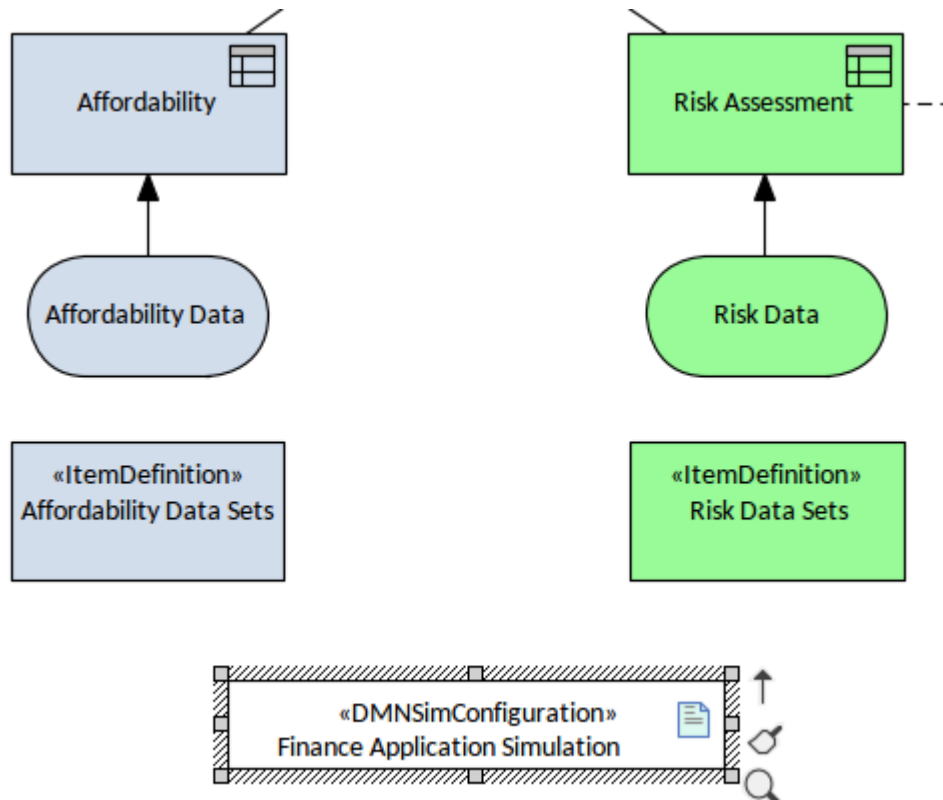 Affordability
Risk Assessment
Affordability Data
Risk Data
«ItemDefinition»
Affordability Data Sets
«ItemDefinition»
Risk Data Sets
«DMNSimConfiguration»
Finance Application Simulation